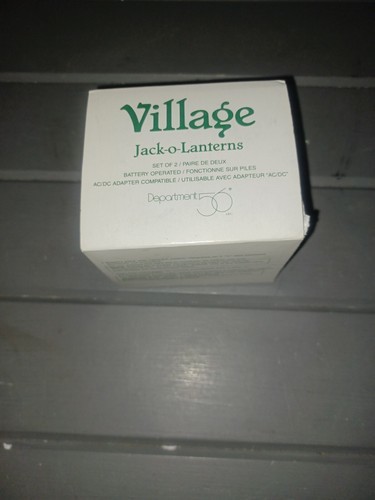 Village
Jack-o-Lanterns
SET OF 2 / PAIRE DE DEUX
BATTERY OPERATED / FONCTIONNE SUR PILES
AC/DC ADAPTER COMPATIBLE / UTILISABLE AVEC ADAPTEUR "AC/DC"
Department 56